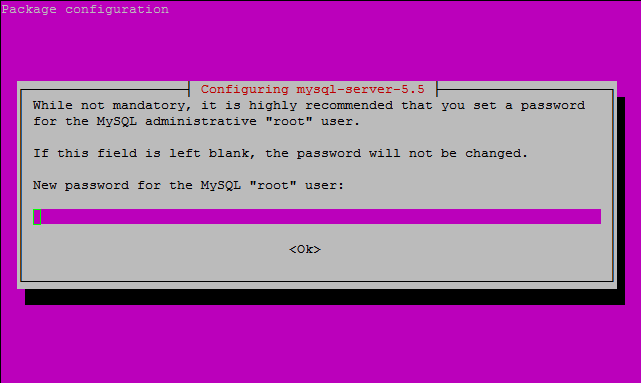 Package configuration
Configuring mysql-server-5.5
While not mandatory, it is highly recommended that you set a password
for the MySQL administrative "root" user.
If this field is left blank, the password will not be changed.
New password for the MySQL "root" user:
<Ok>